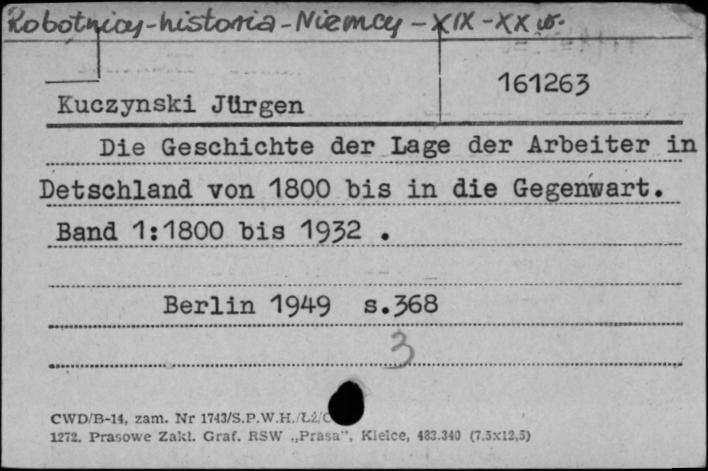 Robotnicy-historia-Niemcy-XIX-XX w.
161263
Kuczynski Jürgen
Die Geschichte der Lage der Arbeiter in
Detschland von 1800 bis in die Gegenwart.
Band 1:1800 bis 1932 .
Berlin 1949 s.368
3
CWD/B-14, zam. Nr 1743/S.P.W.H./Łź/
1272. Prasowe Zakł. Graf. RSW „Prasa”, Kielce, 483.340 (7.5x12,5)